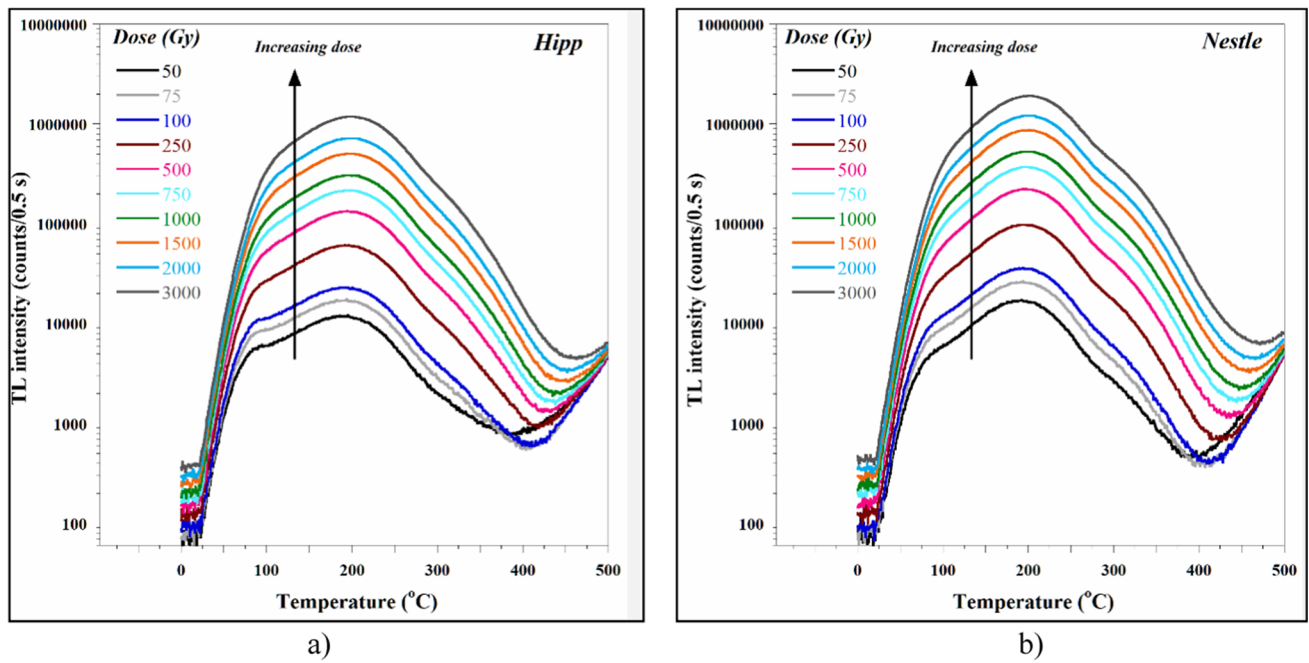 Hipp
Dose (Gy)
Increasing dose
50
75
100
250
500
750
1000
1500
2000
3000
10000000
1000000
100000
10000
1000
100
TL intensity (counts/0.5 s)
0 100 200 300 400 500
Temperature (°C)
a)
Nestle
Dose (Gy)
Increasing dose
50
75
100
250
500
750
1000
1500
2000
3000
10000000
1000000
100000
10000
1000
100
TL intensity (counts/0.5 s)
0 100 200 300 400 500
Temperature (°C)
b)